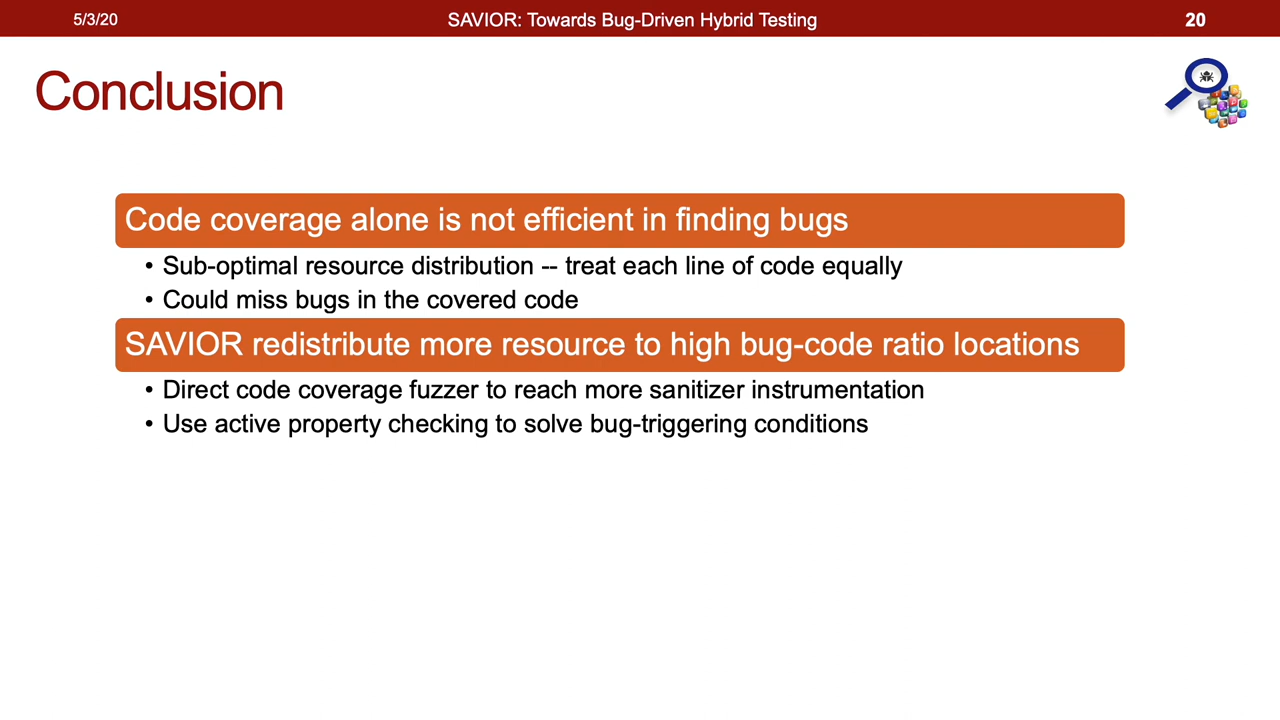 5/3/20
SAVIOR: Towards Bug-Driven Hybrid Testing
20
Conclusion
Code coverage alone is not efficient in finding bugs
• Sub-optimal resource distribution -- treat each line of code equally
• Could miss bugs in the covered code
SAVIOR redistribute more resource to high bug-code ratio locations
• Direct code coverage fuzzer to reach more sanitizer instrumentation
• Use active property checking to solve bug-triggering conditions